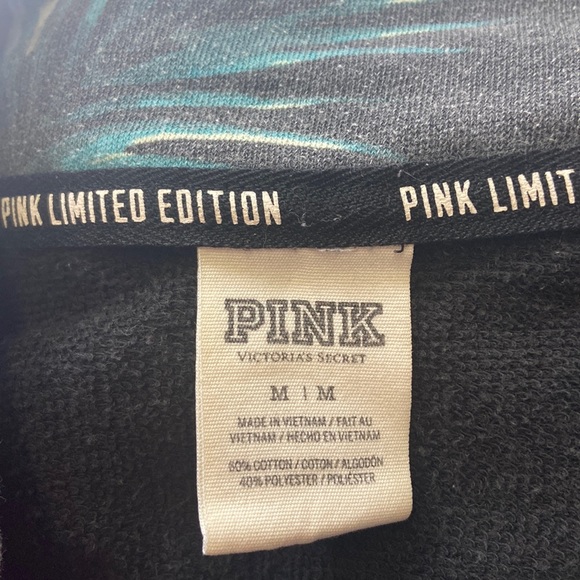 PINK LIMITED EDITION PINK LIMIT
PINK
VICTORIA'S SECRET
M | M
MADE IN VIETNAM / FAIT AU
VIETNAM / HECHO EN VIETNAM
60% COTTON / COTON / ALGODÓN
40% POLYESTER / POLIÉSTER